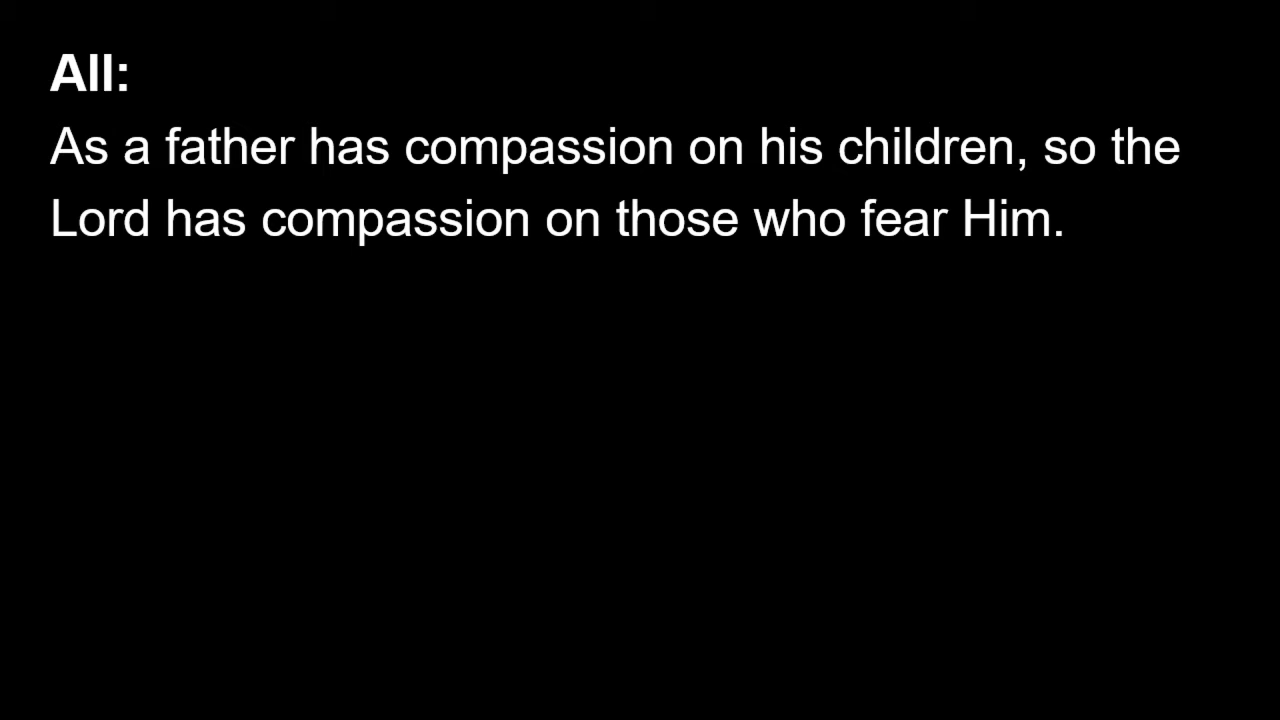 All:
As a father has compassion on his children, so the
Lord has compassion on those who fear Him.